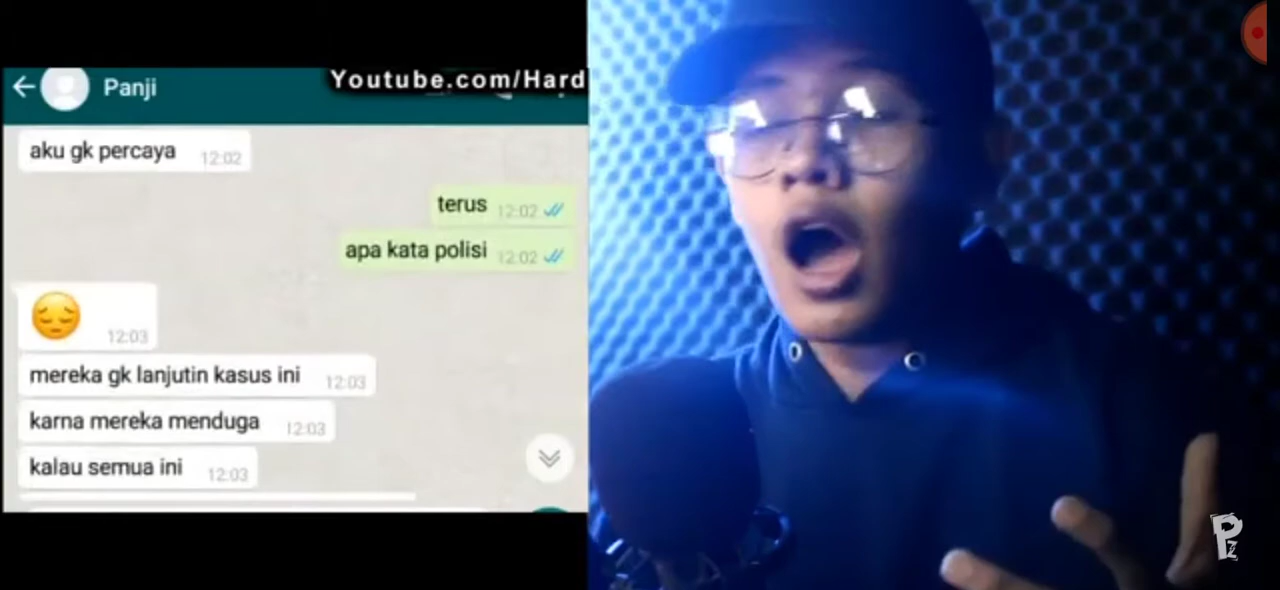 Youtube.com/Hard
Panji
aku gk percaya 12:02
terus 12:02
apa kata polisi 12:02
12:03
mereka gk lanjutin kasus ini 12:03
karna mereka menduga 12:03
kalau semua ini 12:03
Pz